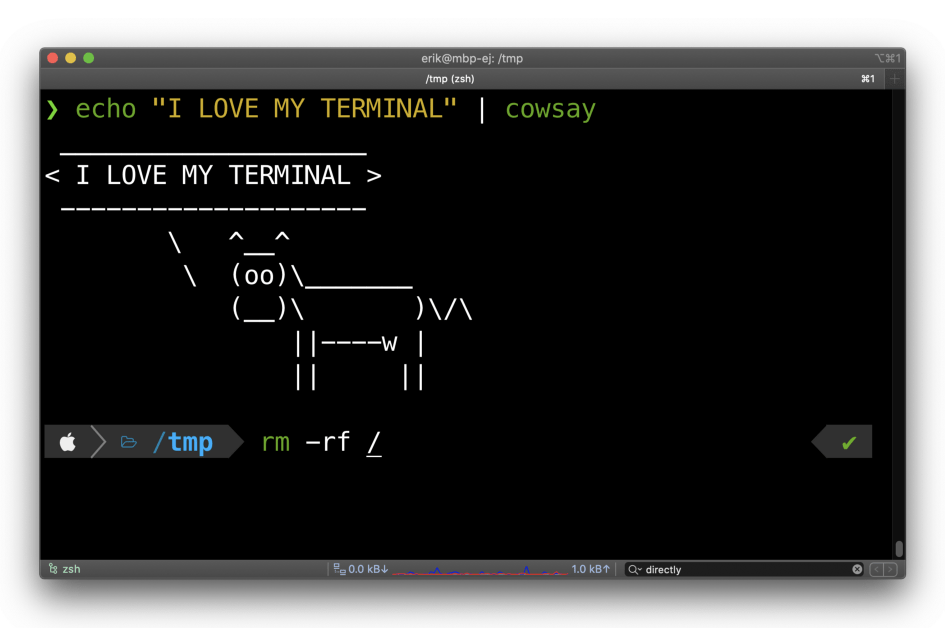 erik@mbp-ej: /tmp
⌥⌘1
/tmp (zsh)
⌘1
❯ echo "I LOVE MY TERMINAL" | cowsay
 ____________________
< I LOVE MY TERMINAL >
 --------------------
        \   ^__^
         \  (oo)\_______
            (__)\       )\/\
                ||----w |
                ||     ||
/tmp rm -rf /
zsh
0.0 kB↓
1.0 kB↑
directly